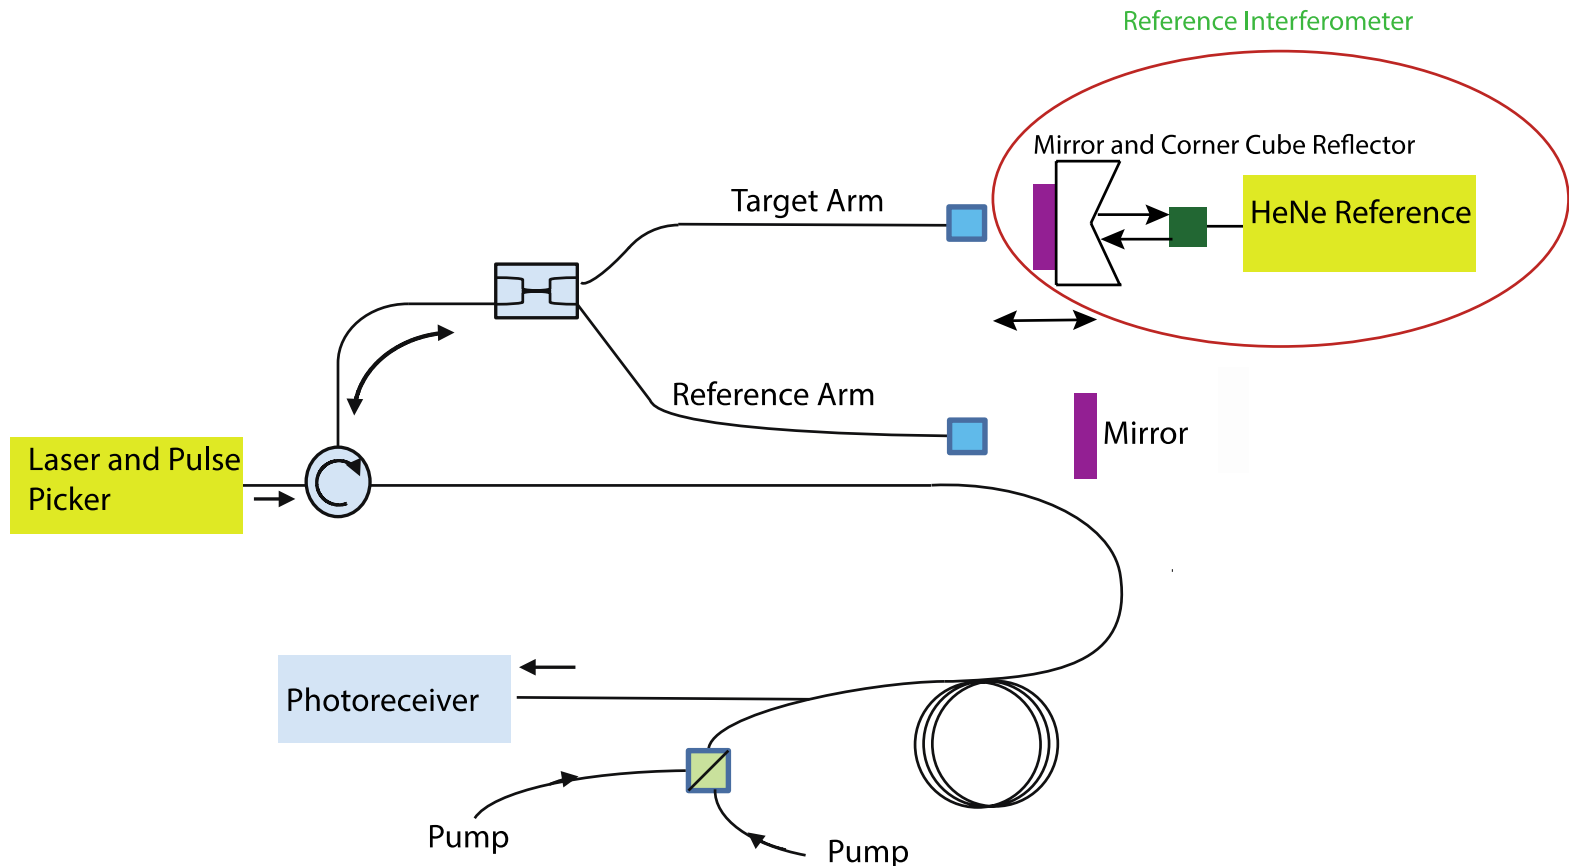 Reference Interferometer
Mirror and Corner Cube Reflector
HeNe Reference
Target Arm
Reference Arm
Mirror
Laser and Pulse
Picker
Photoreceiver
Pump
Pump